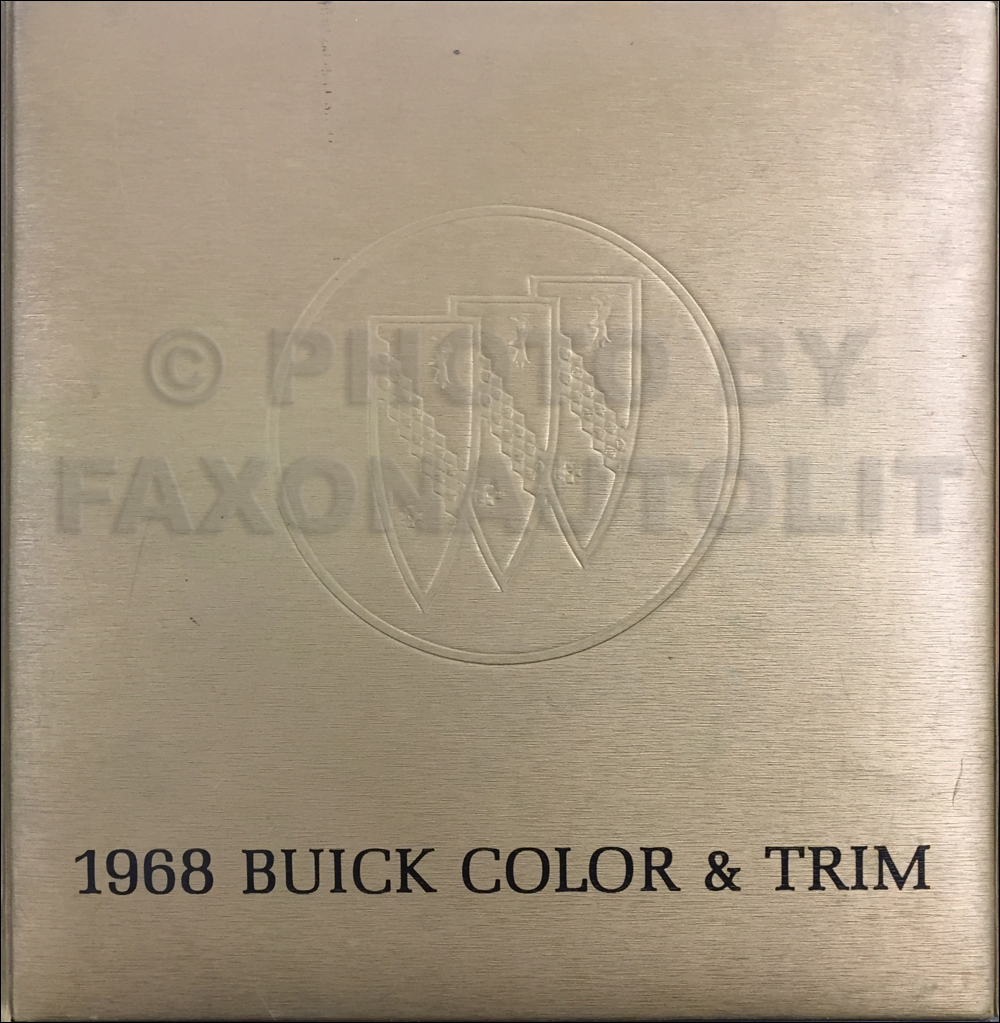 © PHOTO BY
FAXONAUTOLIT
1968 BUICK COLOR & TRIM